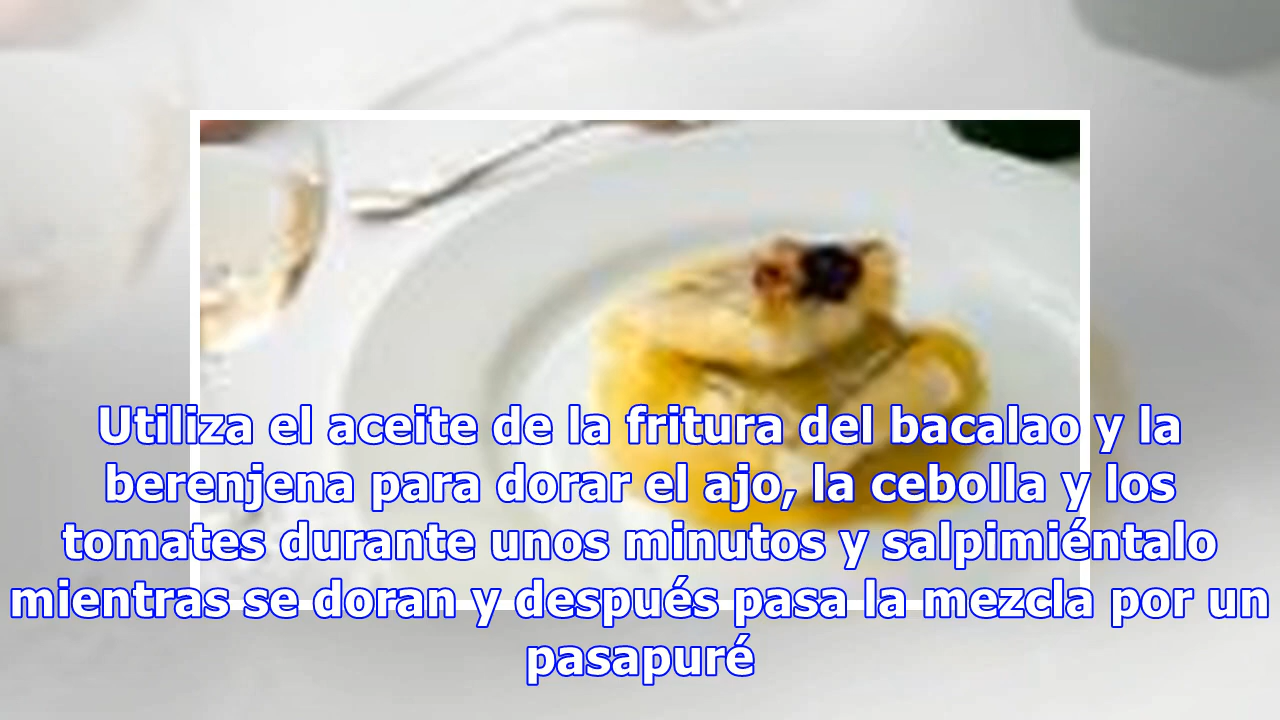 Utiliza el aceite de la fritura del bacalao y la
berenjena para dorar el ajo, la cebolla y los
tomates durante unos minutos y salpimiéntalo
mientras se doran y después pasa la mezcla por un
pasapuré